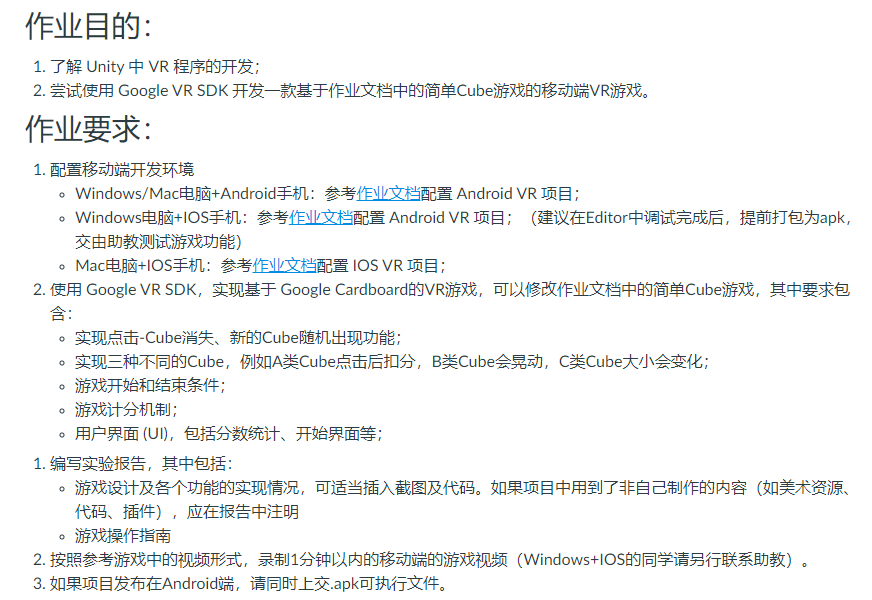 作业目的：
1. 了解 Unity 中 VR 程序的开发；
2. 尝试使用 Google VR SDK 开发一款基于作业文档中的简单Cube游戏的移动端VR游戏。
作业要求：
1. 配置移动端开发环境
Windows/Mac电脑+Android手机：参考作业文档配置 Android VR 项目；
Windows电脑+IOS手机：参考作业文档配置 Android VR 项目；（建议在Editor中调试完成后，提前打包为apk，
交由助教测试游戏功能）
Mac电脑+IOS手机：参考作业文档配置 IOS VR 项目；
2. 使用 Google VR SDK，实现基于 Google Cardboard的VR游戏，可以修改作业文档中的简单Cube游戏，其中要求包
含：
实现点击-Cube消失、新的Cube随机出现功能；
实现三种不同的Cube，例如A类Cube点击后扣分，B类Cube会晃动，C类Cube大小会变化；
游戏开始和结束条件；
游戏计分机制；
用户界面 (UI)，包括分数统计、开始界面等；
1. 编写实验报告，其中包括：
游戏设计及各个功能的实现情况，可适当插入截图及代码。如果项目中用到了非自己制作的内容（如美术资源、
代码、插件），应在报告中注明
游戏操作指南
2. 按照参考游戏中的视频形式，录制1分钟以内的移动端的游戏视频（Windows+IOS的同学请另行联系助教）。
3. 如果项目发布在Android端，请同时上交.apk可执行文件。